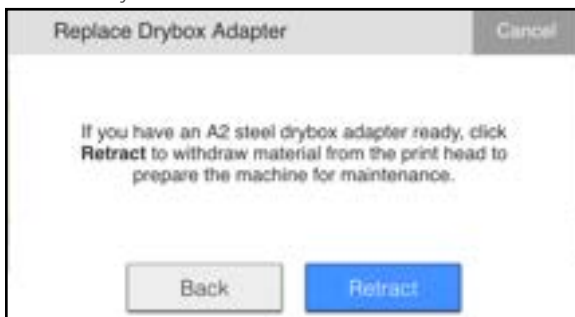 Replace Drybox Adapter
Cancel
If you have an A2 steel drybox adapter ready, click
Retract to withdraw material from the print head to
prepare the machine for maintenance.
Back
Retract